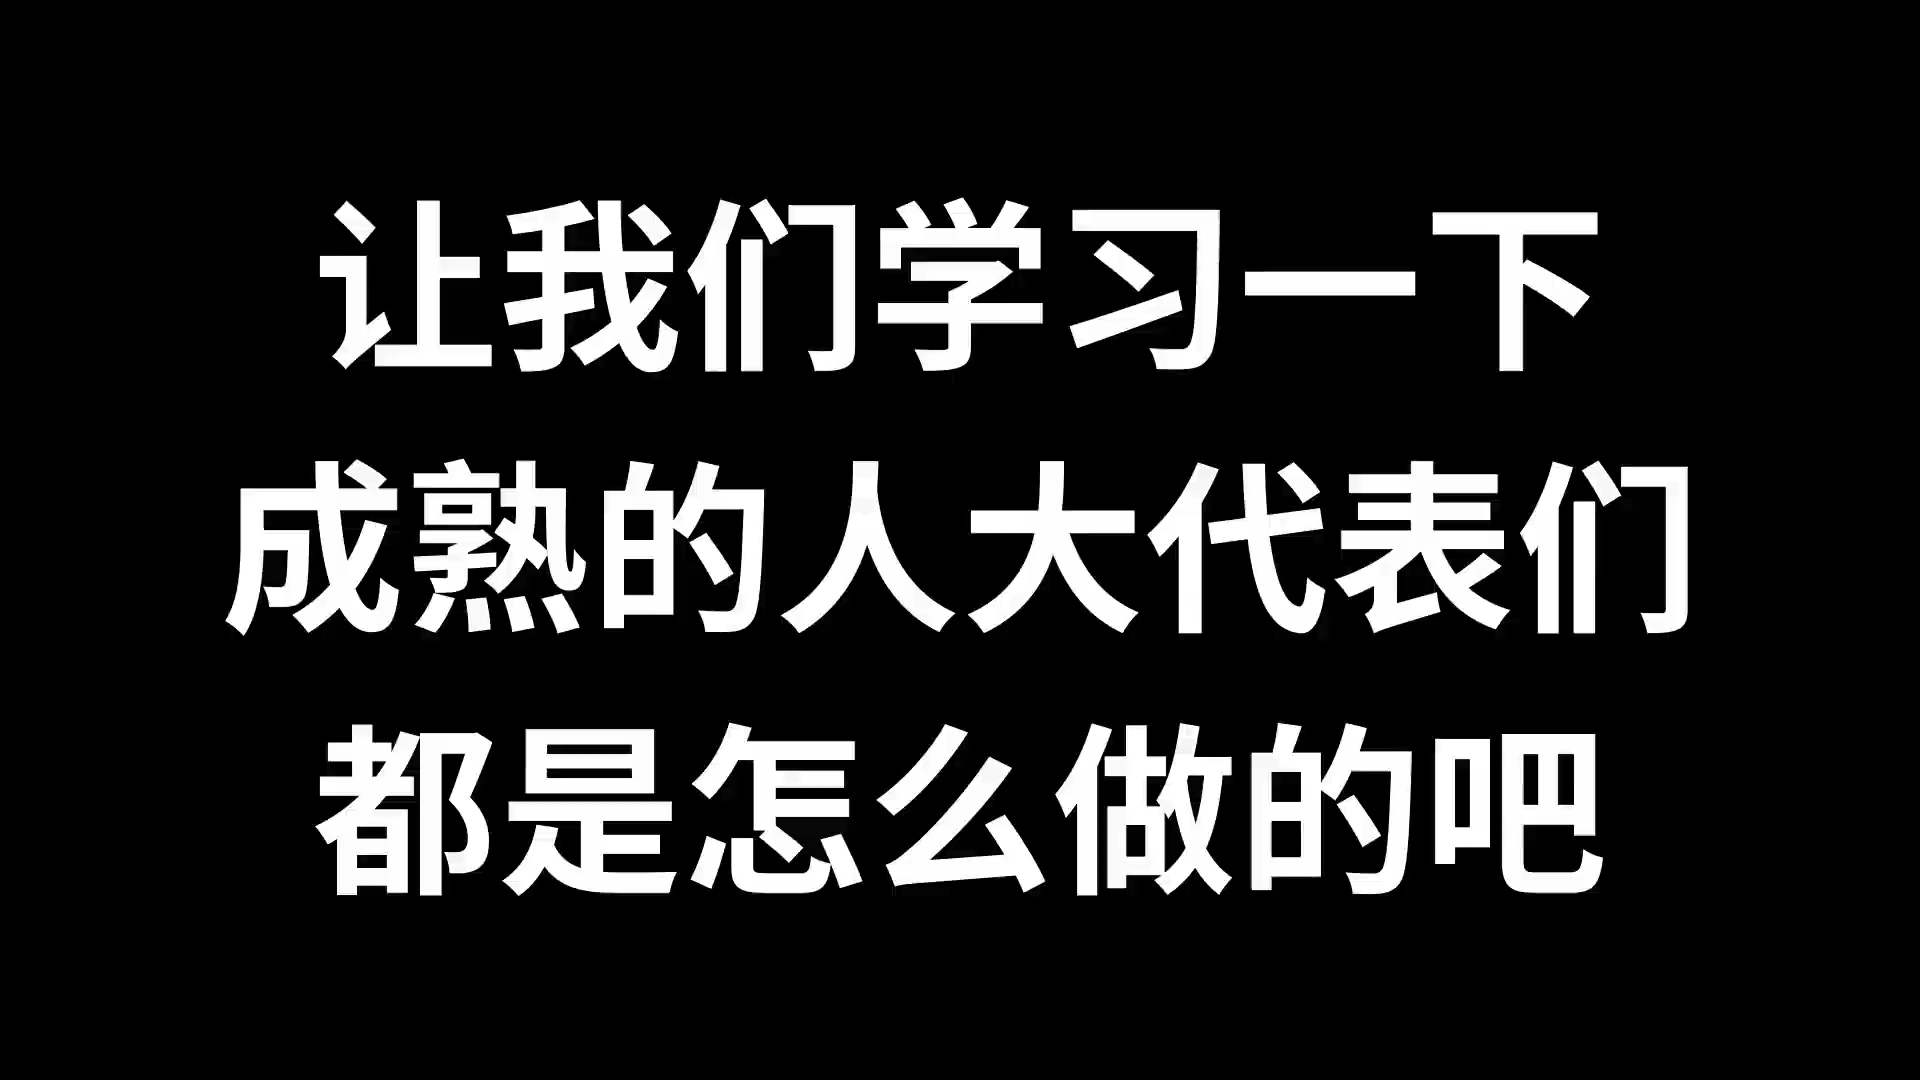 让我们学习一下
成熟的人大代表们
都是怎么做的吧